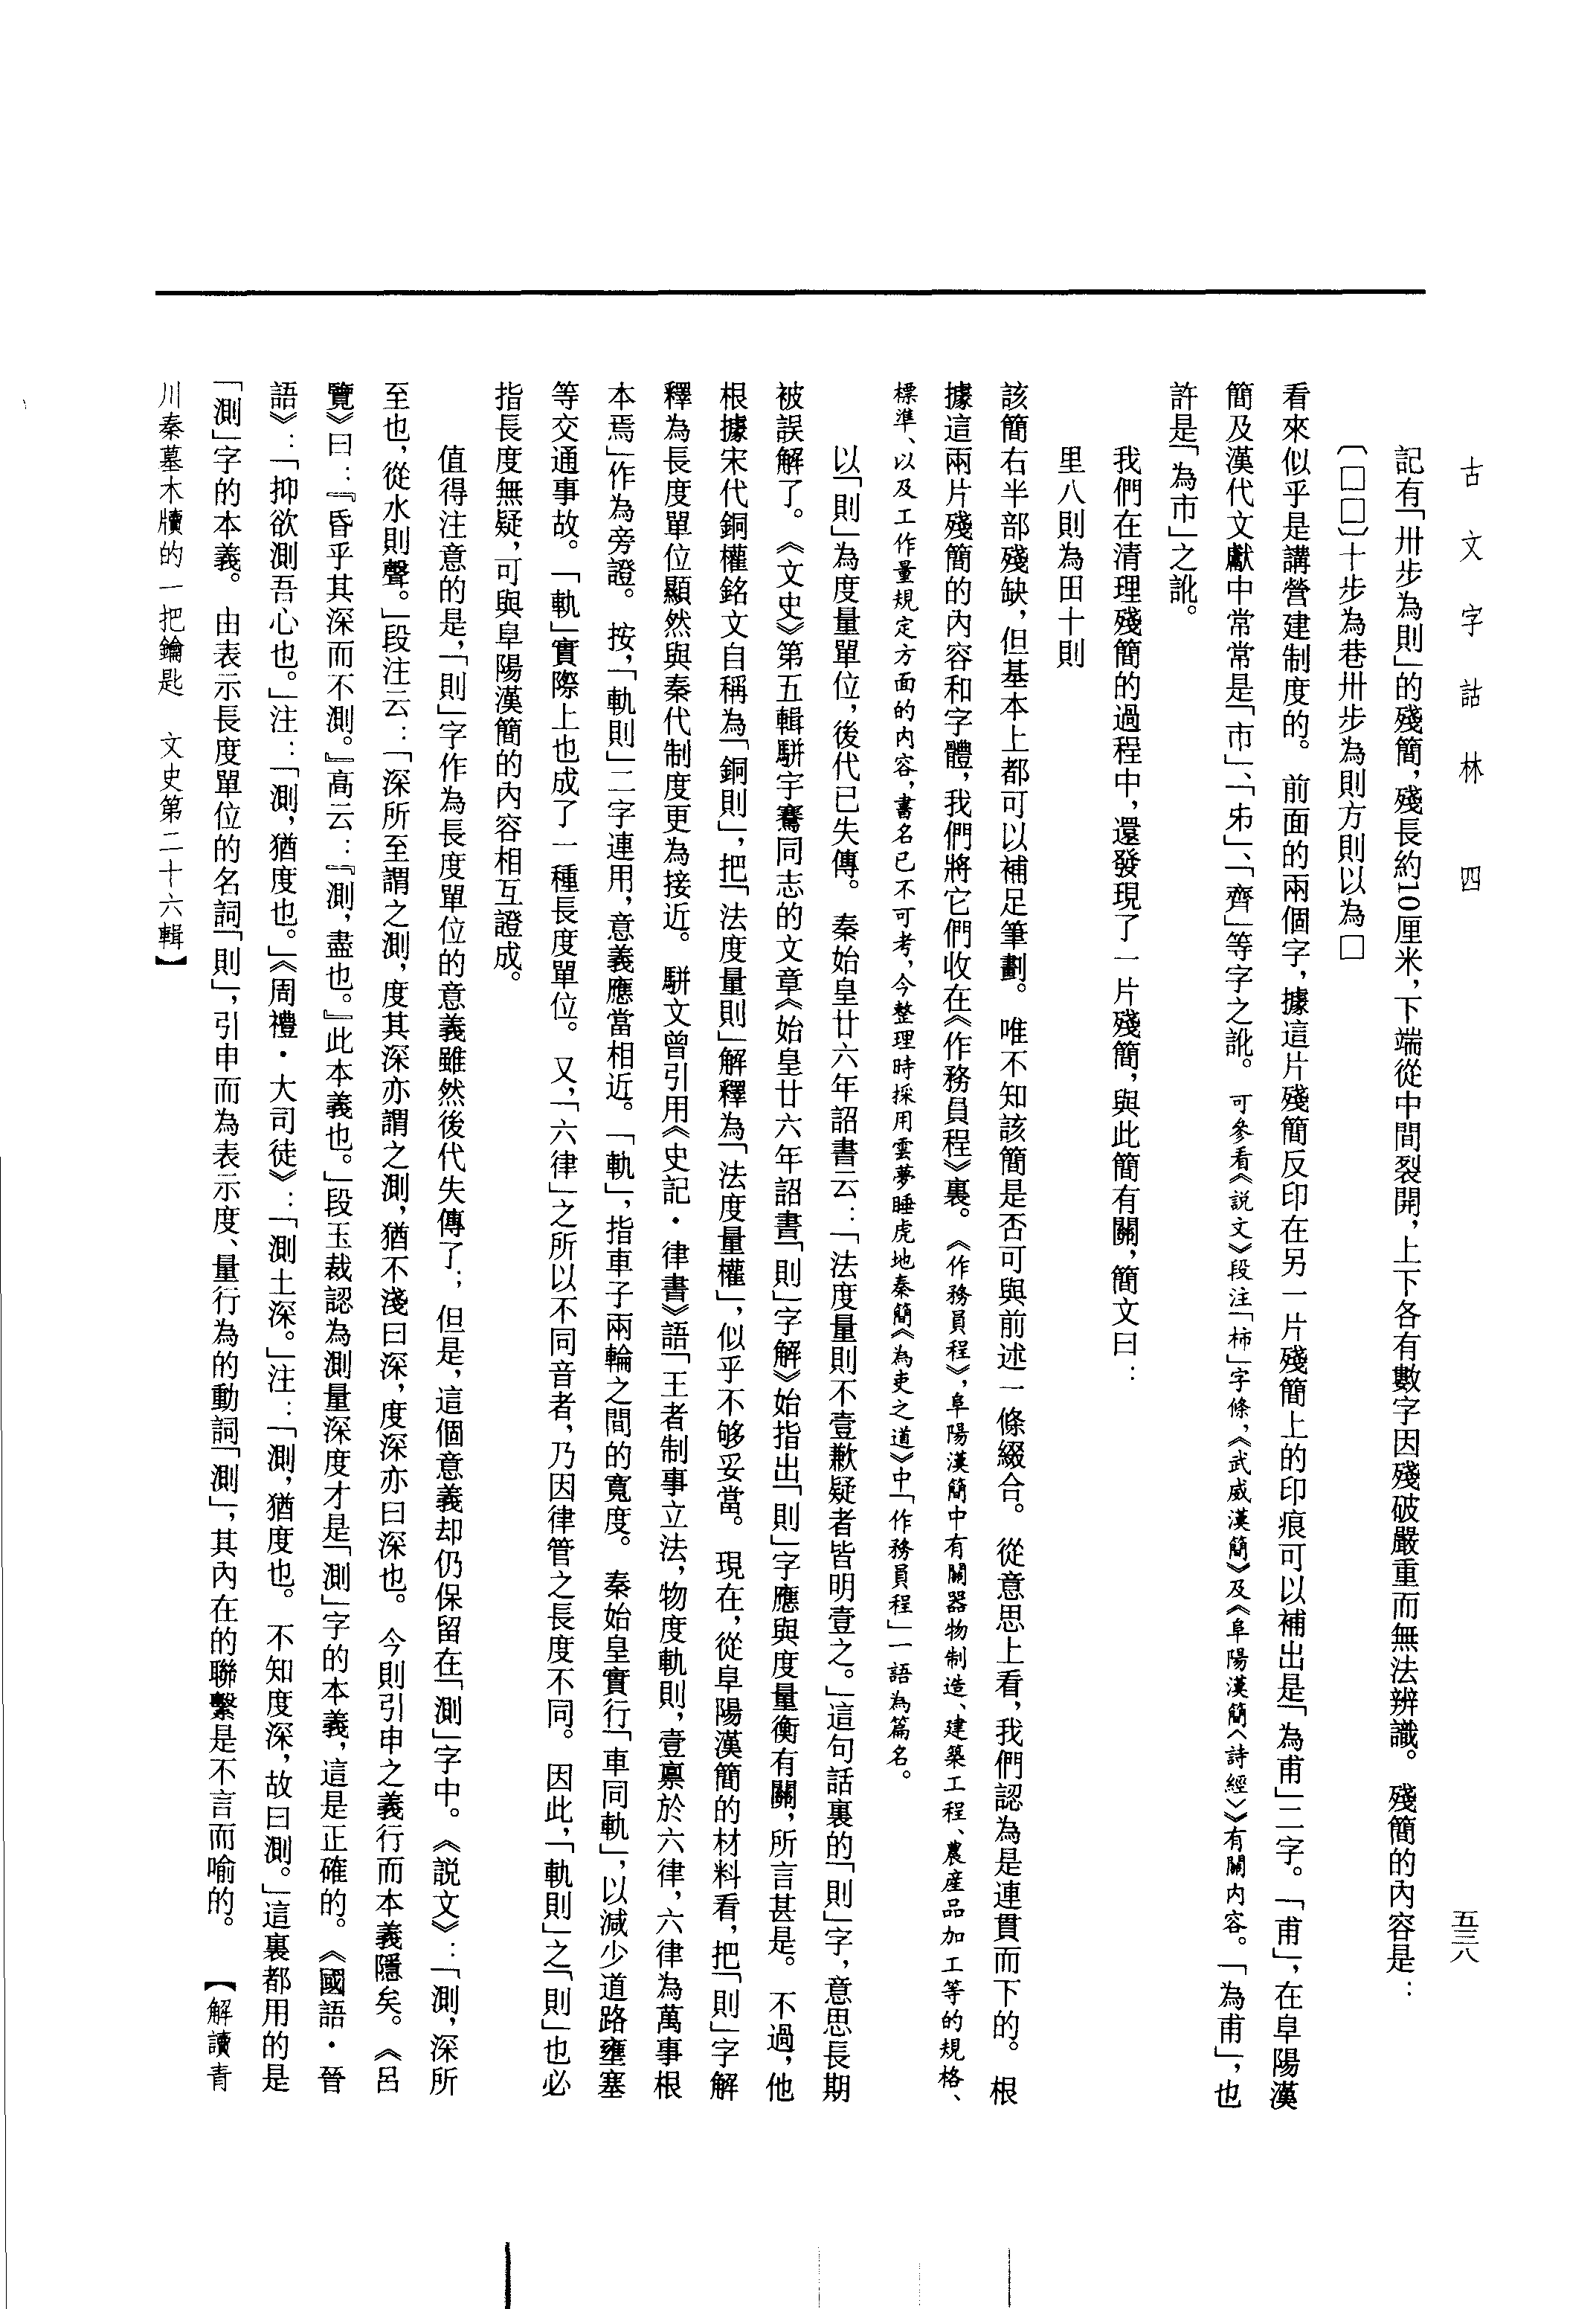 古文字詁林　四　五三八
記有「卅步為則」的殘簡，殘長約10厘米，下端從中間裂開，上下各有數字因殘破嚴重而無法辨識。殘簡的內容是：
〔□□〕十步為巷卅步為則方則以為□
看來似乎是講營建制度的。前面的兩個字，據這片殘簡反印在另一片殘簡上的印痕可以補出是「為甫」二字。「甫」，在阜陽漢
簡及漢代文獻中常常是「市」、「𠂔」、「齊」等字之訛。可參看《説文》段注「柹」字條，《武威漢簡》及《阜陽漢簡〈詩經〉》有關內容。「為甫」，也
許是「為市」之訛。
我們在清理殘簡的過程中，還發現了一片殘簡，與此簡有關，簡文曰：
里八則為田十則
該簡右半部殘缺，但基本上都可以補足筆劃。唯不知該簡是否可與前述一條綴合。從意思上看，我們認為是連貫而下的。根
據這兩片殘簡的內容和字體，我們將它們收在《作務員程》裏。《作務員程》，阜陽漢簡中有關器物制造、建築工程、農産品加工等的規格、
標準、以及工作量規定方面的內容，書名已不可考，今整理時採用雲夢睡虎地秦簡《為吏之道》中「作務員程」一語為篇名。
以「則」為度量單位，後代已失傳。秦始皇廿六年詔書云：「法度量則不壹歉疑者皆明壹之。」這句話裏的「則」字，意思長期
被誤解了。《文史》第五輯駢宇騫同志的文章《始皇廿六年詔書「則」字解》始指出「則」字應與度量衡有關，所言甚是。不過，他
根據宋代銅權銘文自稱為「銅則」，把「法度量則」解釋為「法度量權」，似乎不够妥當。現在，從阜陽漢簡的材料看，把「則」字解
釋為長度單位顯然與秦代制度更為接近。駢文曾引用《史記·律書》語「王者制事立法，物度軌則，壹稟於六律，六律為萬事根
本焉」作為旁證。按，「軌則」二字連用，意義應當相近。「軌」，指車子兩輪之間的寬度。秦始皇實行「車同軌」，以減少道路壅塞
等交通事故。「軌」實際上也成了一種長度單位。又，「六律」之所以不同音者，乃因律管之長度不同。因此，「軌則」之「則」也必
指長度無疑，可與阜陽漢簡的內容相互證成。
值得注意的是，「則」字作為長度單位的意義雖然後代失傳了；但是，這個意義却仍保留在「測」字中。《説文》：「測，深所
至也，從水則聲。」段注云：「深所至謂之測，度其深亦謂之測，猶不淺曰深，度深亦曰深也。今則引申之義行而本義隱矣。《呂
覽》曰：『昏乎其深而不測。』高云：『測，盡也。』此本義也。」段玉裁認為測量深度才是「測」字的本義，這是正確的。《國語·晉
語》：「抑欲測吾心也。」注：「測，猶度也。」《周禮·大司徒》：「測土深。」注：「測，猶度也。不知度深，故曰測。」這裏都用的是
「測」字的本義。由表示長度單位的名詞「則」，引申而為表示度、量行為的動詞「測」，其內在的聯繫是不言而喻的。【解讀青
川秦墓木牘的一把鑰匙　文史第二十六輯】